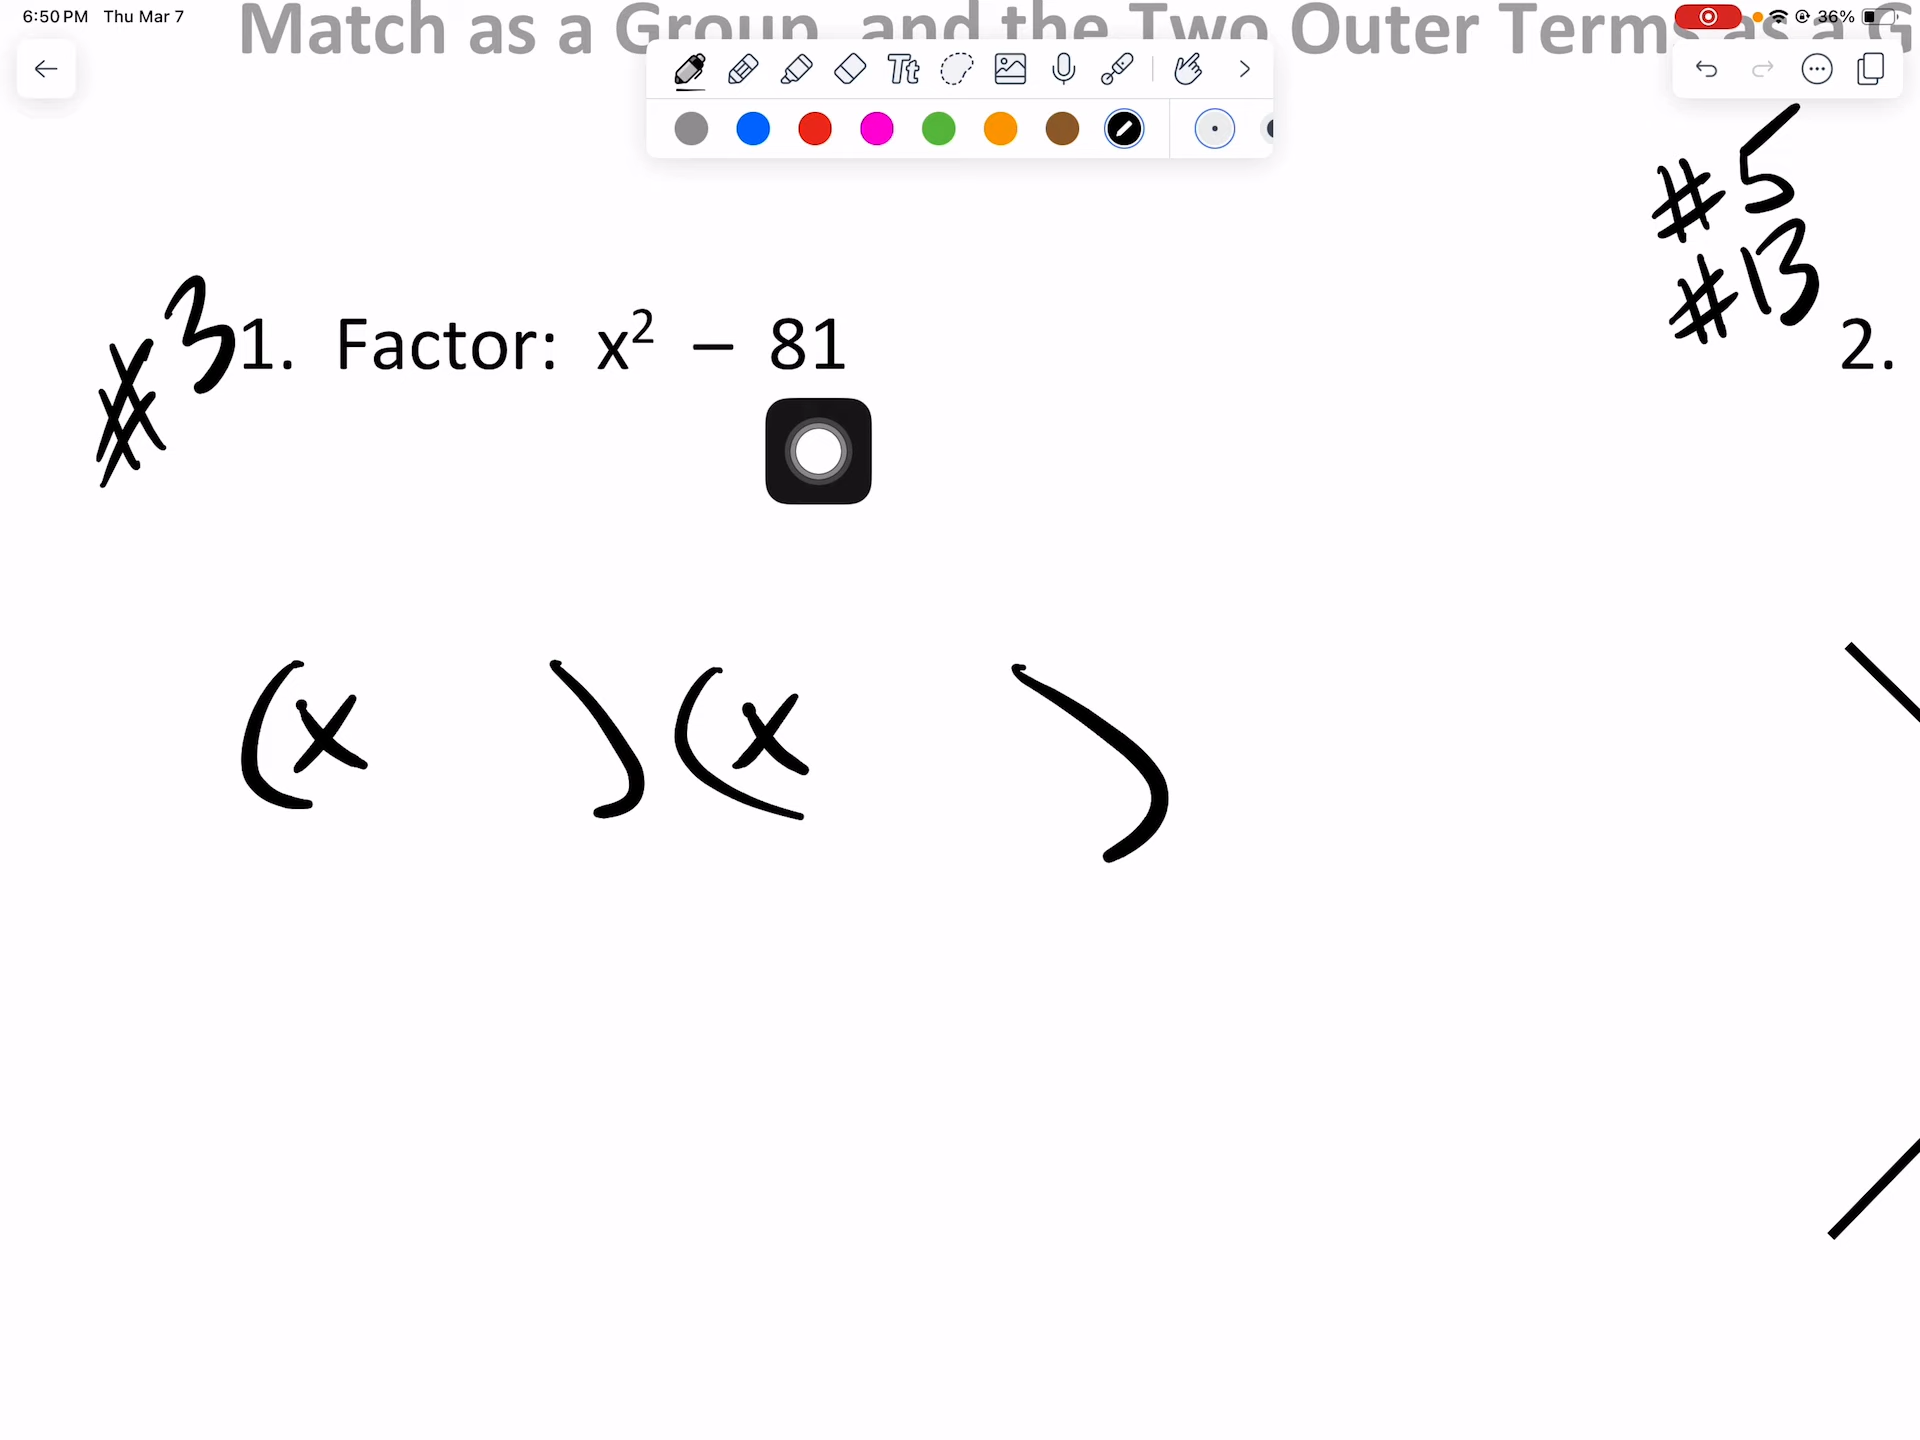 6:50 PM Thu Mar 7
36%
Match as a Group, and the Two Outer Terms as a G
Tt
#5
#13
#3
1. Factor: x² – 81
2.
(x )(x )